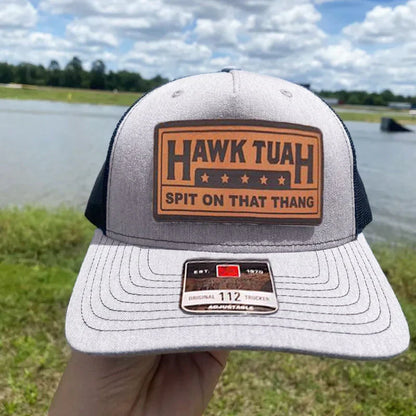 HAWK TUAH
SPIT ON THAT THANG
EST. 1970
ORIGINAL 112 TRUCKER
ADJUSTABLE